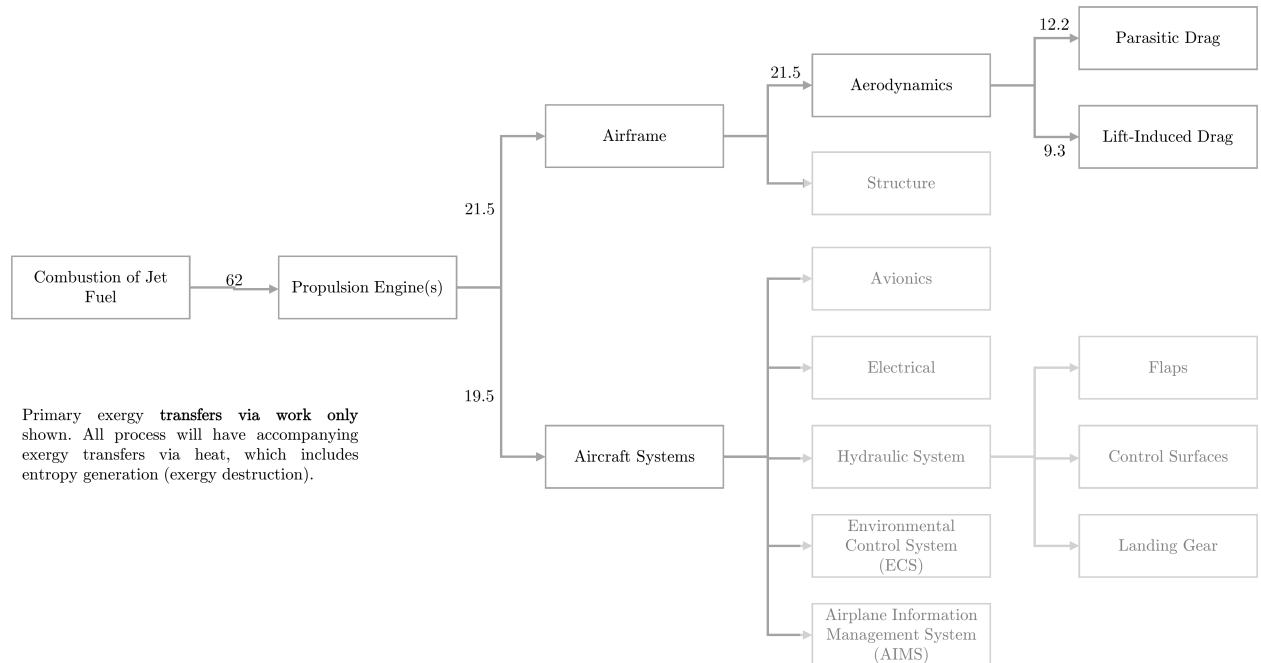 12.2
Parasitic Drag
21.5
Aerodynamics
Airframe
Lift-Induced Drag
9.3
Structure
21.5
Combustion of Jet
Fuel
62
Propulsion Engine(s)
Avionics
Electrical
Flaps
19.5
Primary exergy transfers via work only
shown. All process will have accompanying
exergy transfers via heat, which includes
entropy generation (exergy destruction).
Aircraft Systems
Hydraulic System
Control Surfaces
Environmental
Control System
(ECS)
Landing Gear
Airplane Information
Management System
(AIMS)